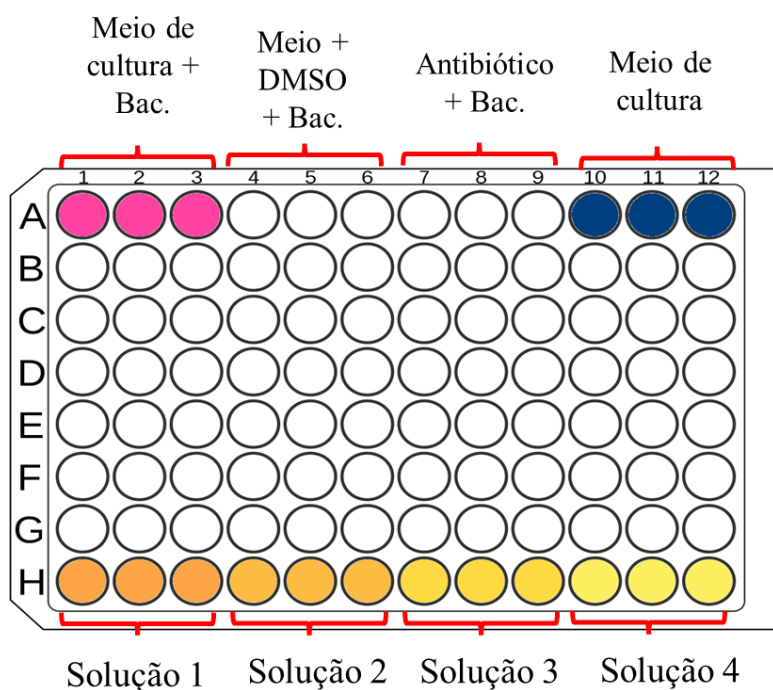 Meio de
cultura +
Bac.
Meio +
DMSO
+ Bac.
Antibiótico
+ Bac.
Meio de
cultura
1 2 3 4 5 6 7 8 9 10 11 12
A
B
C
D
E
F
G
H
Solução 1
Solução 2
Solução 3
Solução 4